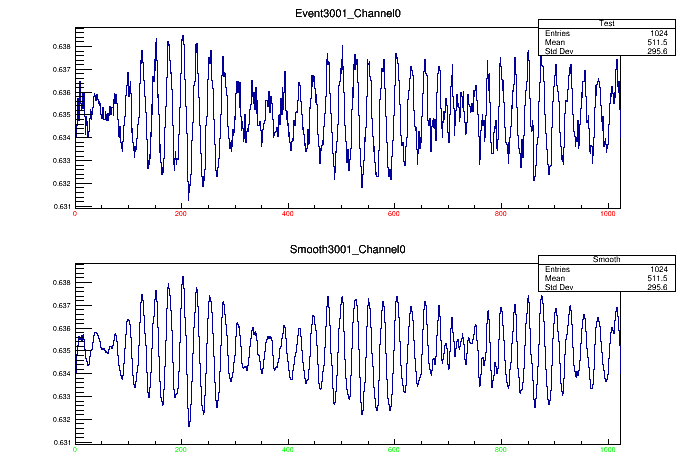 Event3001_Channel0
Test
Entries 1024
Mean 511.5
Std Dev 295.6
0.638
0.637
0.636
0.635
0.634
0.633
0.632
0.631
0 200 400 600 800 1000
Smooth3001_Channel0
Smooth
Entries 1024
Mean 511.5
Std Dev 295.6
0.638
0.637
0.636
0.635
0.634
0.633
0.632
0.631
0 200 400 600 800 1000